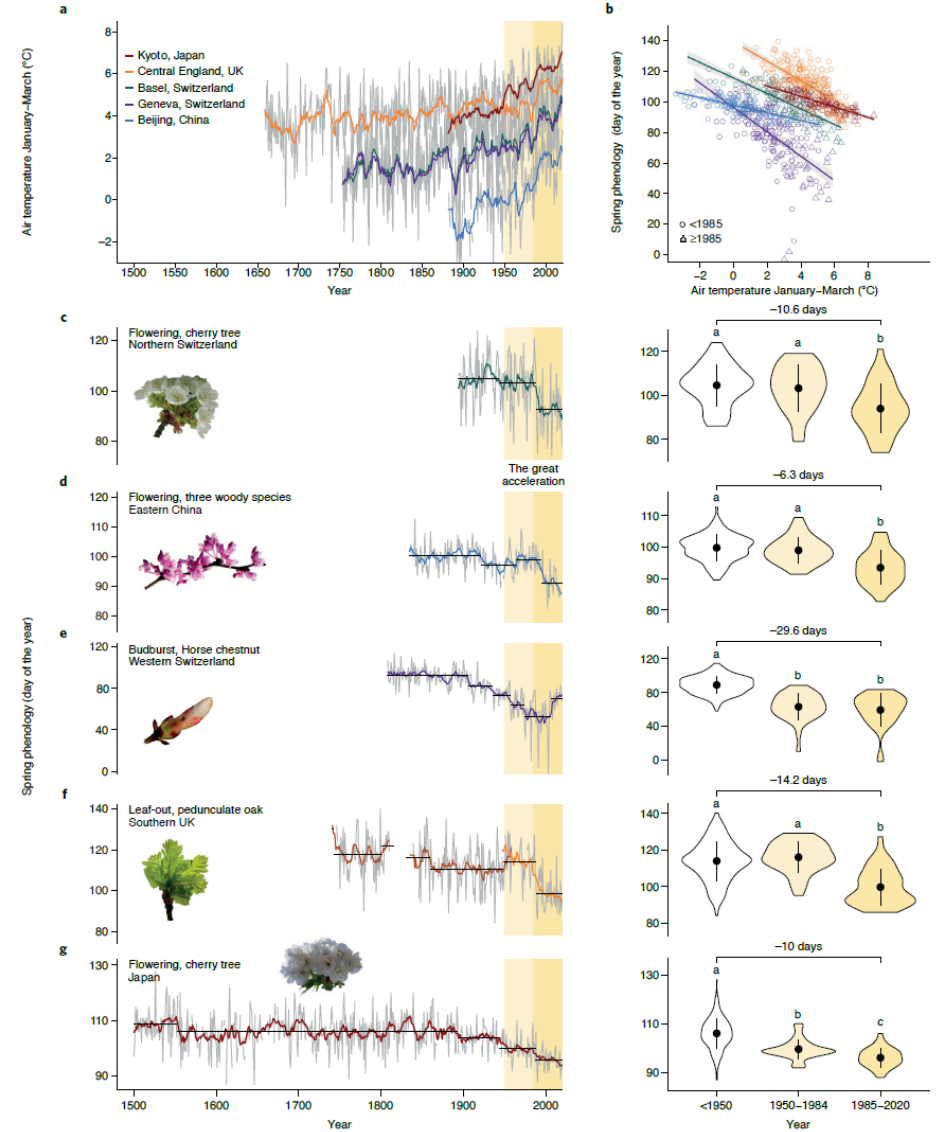 a
Air temperature January–March (°C)
8
6
4
2
0
–2
Kyoto, Japan
Central England, UK
Basel, Switzerland
Geneva, Switzerland
Beijing, China
1500 1550 1600 1650 1700 1750 1800 1850 1900 1950 2000
Year
b
Spring phenology (day of the year)
140
120
100
80
60
40
20
0
<1985
≥1985
–2 0 2 4 6 8
Air temperature January–March (°C)
Spring phenology (day of the year)
c
Flowering, cherry tree
Northern Switzerland
120
100
80
–10.6 days
a a b
120
100
80
The great
acceleration
d
Flowering, three woody species
Eastern China
120
110
100
90
80
–6.3 days
a a b
110
100
90
80
e
Budburst, Horse chestnut
Western Switzerland
120
80
40
0
–29.6 days
a b b
120
80
40
0
f
Leaf-out, pedunculate oak
Southern UK
140
120
100
80
–14.2 days
a a b
140
120
100
80
g
Flowering, cherry tree
Japan
130
110
90
1500 1600 1700 1800 1900 2000
Year
–10 days
a b c
130
110
90
<1950 1950–1984 1985–2020
Year